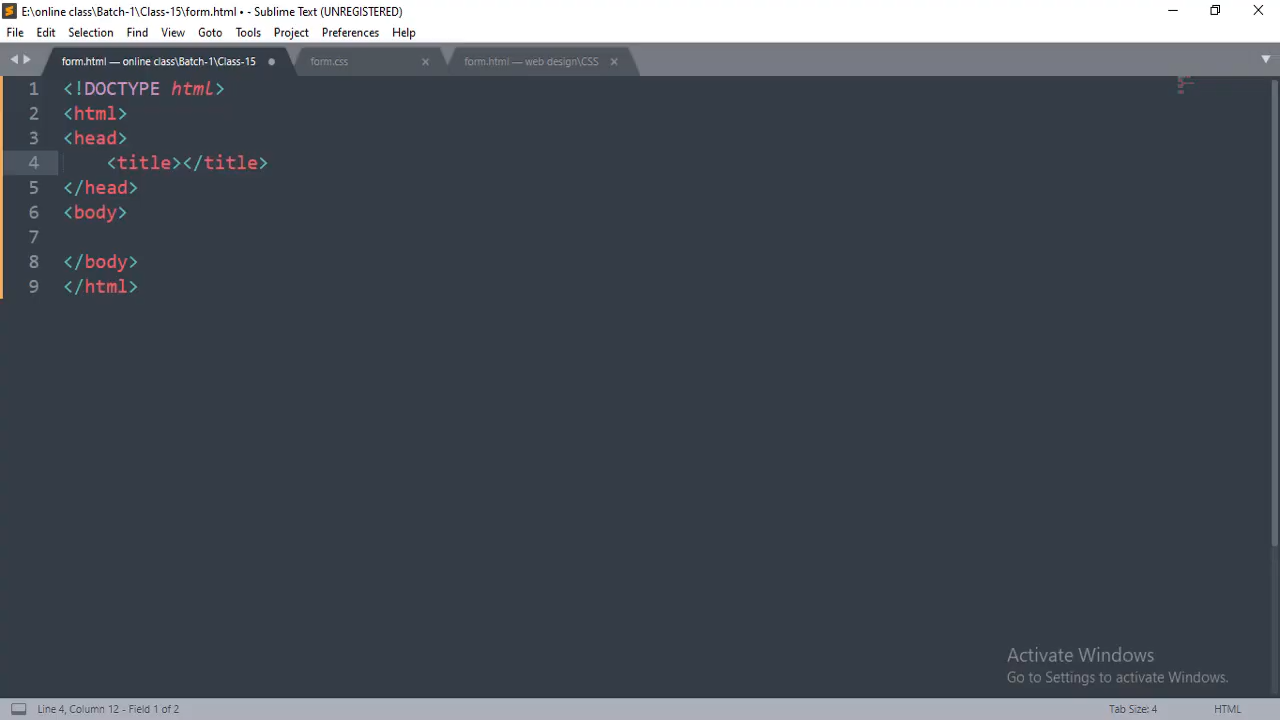 E:\online class\Batch-1\Class-15\form.html • - Sublime Text (UNREGISTERED)
File Edit Selection Find View Goto Tools Project Preferences Help
form.html — online class\Batch-1\Class-15 form.css form.html — web design\CSS
1 <!DOCTYPE html>
2 <html>
3 <head>
4 <title></title>
5 </head>
6 <body>
7
8 </body>
9 </html>
Activate Windows
Go to Settings to activate Windows.
Line 4, Column 12 - Field 1 of 2 Tab Size: 4 HTML